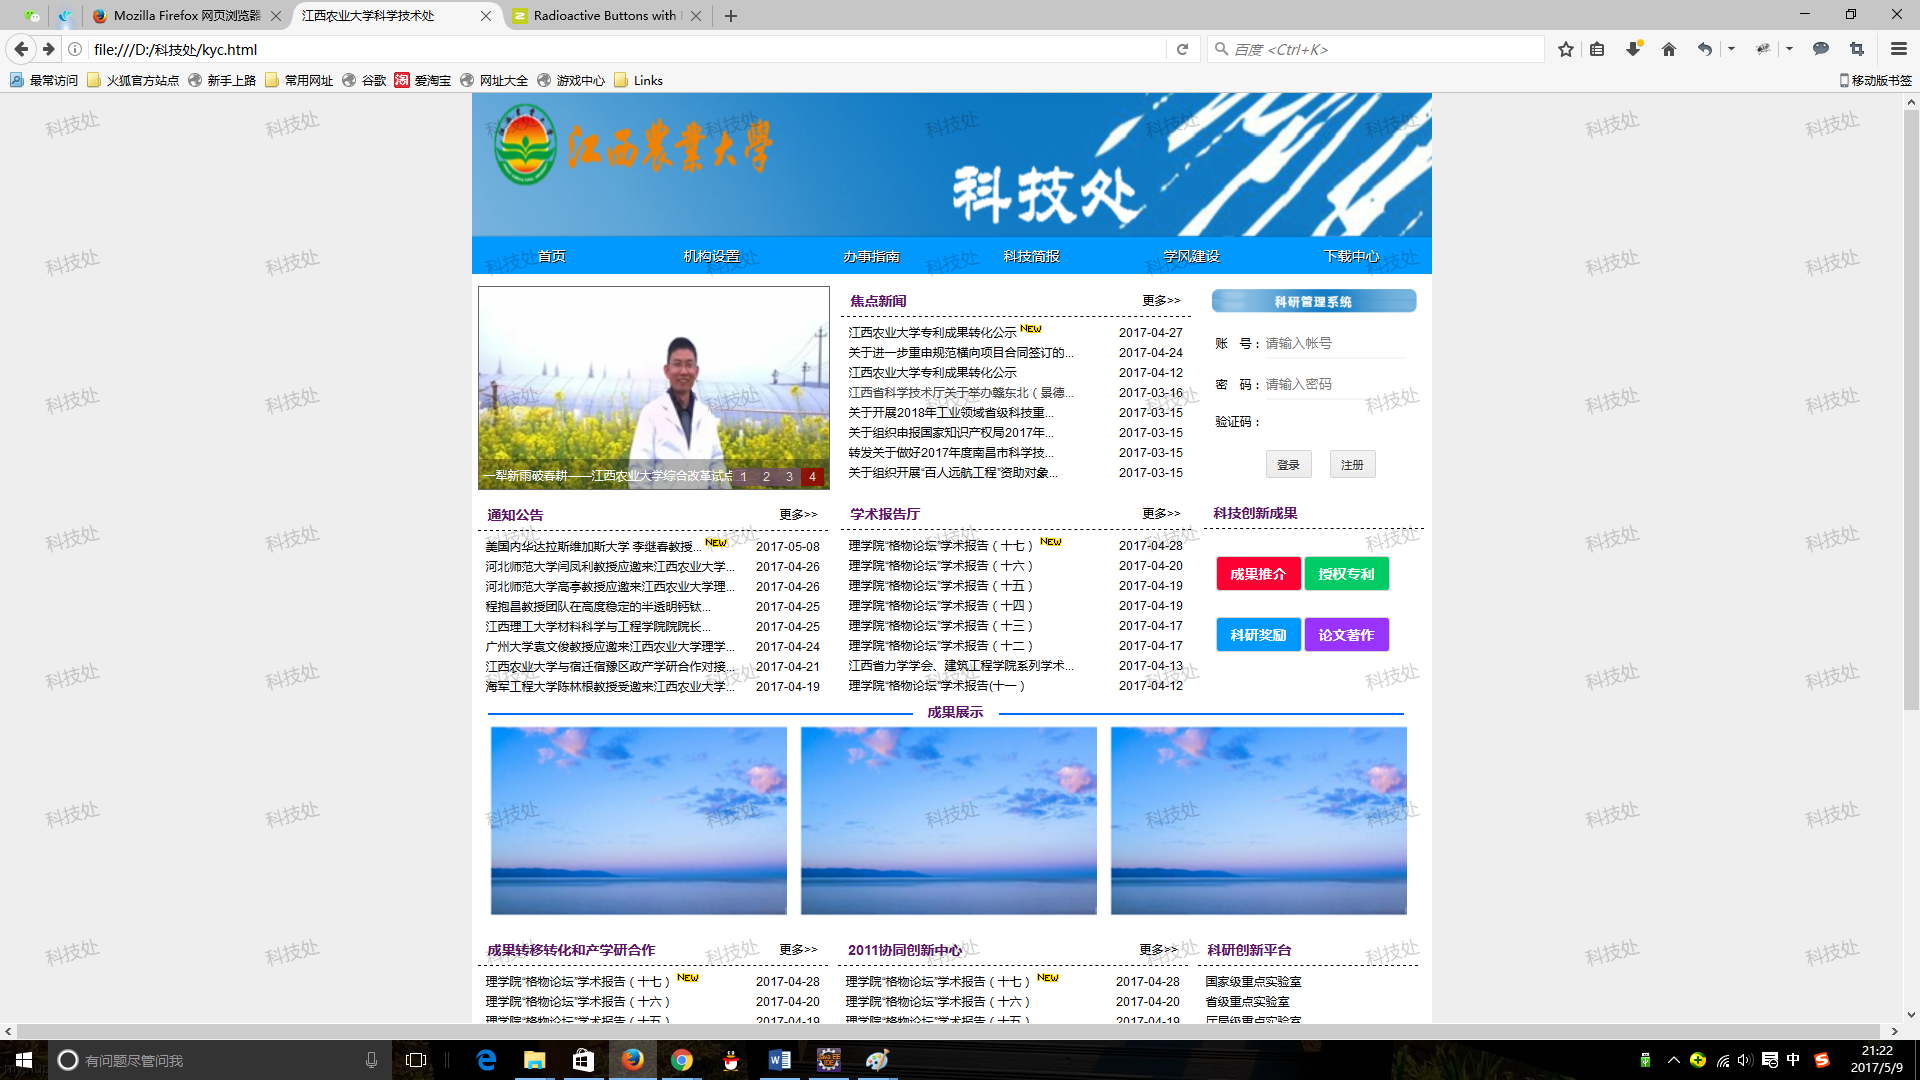 Mozilla Firefox 网页浏览器
江西农业大学科学技术处
Radioactive Buttons with
file:///D:/科技处/kyc.html
百度 <Ctrl+K>
最常访问 火狐官方站点 新手上路 常用网址 谷歌 爱淘宝 网址大全 游戏中心 Links
移动版书签
江西農業大學
科技处
首页 机构设置 办事指南 科技简报 学风建设 下载中心
一犁新雨破春耕——江西农业大学综合改革试点 1 2 3 4
焦点新闻 更多>>
江西农业大学专利成果转化公示 NEW 2017-04-27
关于进一步重申规范横向项目合同签订的... 2017-04-24
江西农业大学专利成果转化公示 2017-04-12
江西省科学技术厅关于举办赣东北（景德... 2017-03-16
关于开展2018年工业领域省级科技重... 2017-03-15
关于组织申报国家知识产权局2017年... 2017-03-15
转发关于做好2017年度南昌市科学技... 2017-03-15
关于组织开展“百人远航工程”资助对象... 2017-03-15
科研管理系统
账 号： 请输入帐号
密 码： 请输入密码
验证码：
登录 注册
通知公告 更多>>
美国内华达拉斯维加斯大学 李继春教授... NEW 2017-05-08
河北师范大学闫凤利教授应邀来江西农业大学... 2017-04-26
河北师范大学高亭教授应邀来江西农业大学理... 2017-04-26
程抱昌教授团队在高度稳定的半透明钙钛... 2017-04-25
江西理工大学材料科学与工程学院院院长... 2017-04-25
广州大学袁文俊教授应邀来江西农业大学理学... 2017-04-24
江西农业大学与宿迁宿豫区政产学研合作对接... 2017-04-21
海军工程大学陈林根教授受邀来江西农业大学... 2017-04-19
学术报告厅 更多>>
理学院“格物论坛”学术报告（十七） NEW 2017-04-28
理学院“格物论坛”学术报告（十六） 2017-04-20
理学院“格物论坛”学术报告（十五） 2017-04-19
理学院“格物论坛”学术报告（十四） 2017-04-19
理学院“格物论坛”学术报告（十三） 2017-04-17
理学院“格物论坛”学术报告（十二） 2017-04-17
江西省力学学会、建筑工程学院系列学术... 2017-04-13
理学院“格物论坛”学术报告(十一 ） 2017-04-12
科技创新成果
成果推介 授权专利
科研奖励 论文著作
成果展示
成果转移转化和产学研合作 更多>>
理学院“格物论坛”学术报告（十七） NEW 2017-04-28
理学院“格物论坛”学术报告（十六） 2017-04-20
理学院“格物论坛”学术报告（十五） 2017-04-19
2011协同创新中心 更多>>
理学院“格物论坛”学术报告（十七） NEW 2017-04-28
理学院“格物论坛”学术报告（十六） 2017-04-20
理学院“格物论坛”学术报告（十五） 2017-04-19
科研创新平台
国家级重点实验室
省级重点实验室
厅局级重点实验室
科技处
有问题尽管问我
中
21:22
2017/5/9